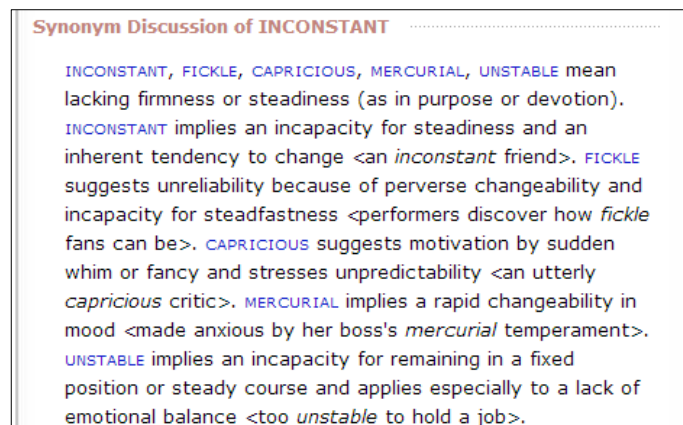 Synonym Discussion of INCONSTANT
INCONSTANT, FICKLE, CAPRICIOUS, MERCURIAL, UNSTABLE mean
lacking firmness or steadiness (as in purpose or devotion).
INCONSTANT implies an incapacity for steadiness and an
inherent tendency to change <an inconstant friend>. FICKLE
suggests unreliability because of perverse changeability and
incapacity for steadfastness <performers discover how fickle
fans can be>. CAPRICIOUS suggests motivation by sudden
whim or fancy and stresses unpredictability <an utterly
capricious critic>. MERCURIAL implies a rapid changeability in
mood <made anxious by her boss's mercurial temperament>.
UNSTABLE implies an incapacity for remaining in a fixed
position or steady course and applies especially to a lack of
emotional balance <too unstable to hold a job>.